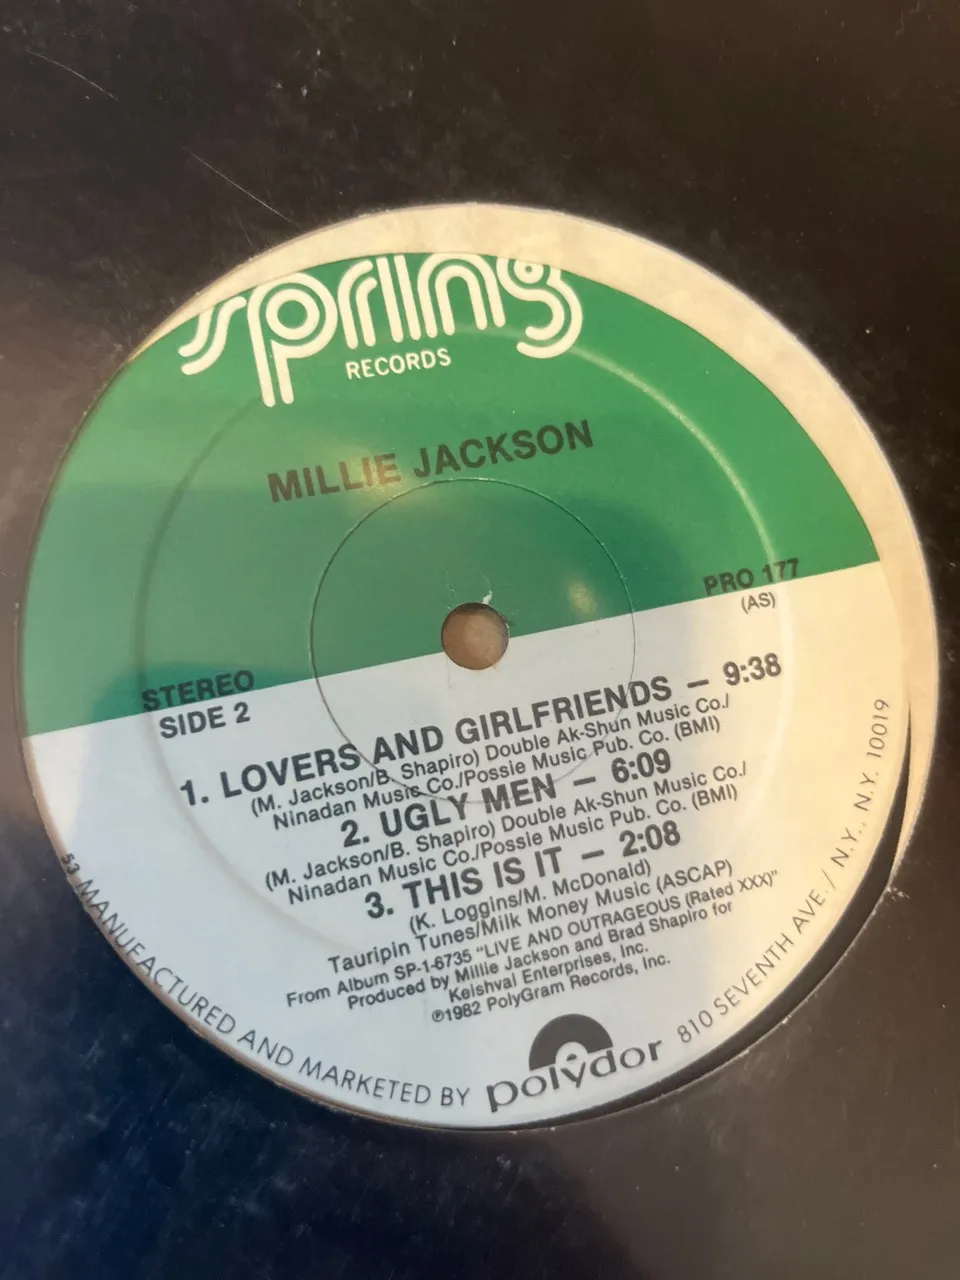 spring
RECORDS
MILLIE JACKSON
PRO 177
(AS)
STEREO
SIDE 2
1. LOVERS AND GIRLFRIENDS – 9:38
(M. Jackson/B. Shapiro) Double Ak-Shun Music Co./
Ninadan Music Co./Possie Music Pub. Co. (BMI)
2. UGLY MEN – 6:09
(M. Jackson/B. Shapiro) Double Ak-Shun Music Co./
Ninadan Music Co./Possie Music Pub. Co. (BMI)
3. THIS IS IT – 2:08
(K. Loggins/M. McDonald)
Tauripin Tunes/Milk Money Music (ASCAP)
From Album SP-1-6735 "LIVE AND OUTRAGEOUS (Rated XXX)"
Produced by Millie Jackson and Brad Shapiro for
Keishval Enterprises, Inc.
℗1982 PolyGram Records, Inc.
53 MANUFACTURED AND MARKETED BY polydor 810 SEVENTH AVE. / N.Y., N.Y. 10019